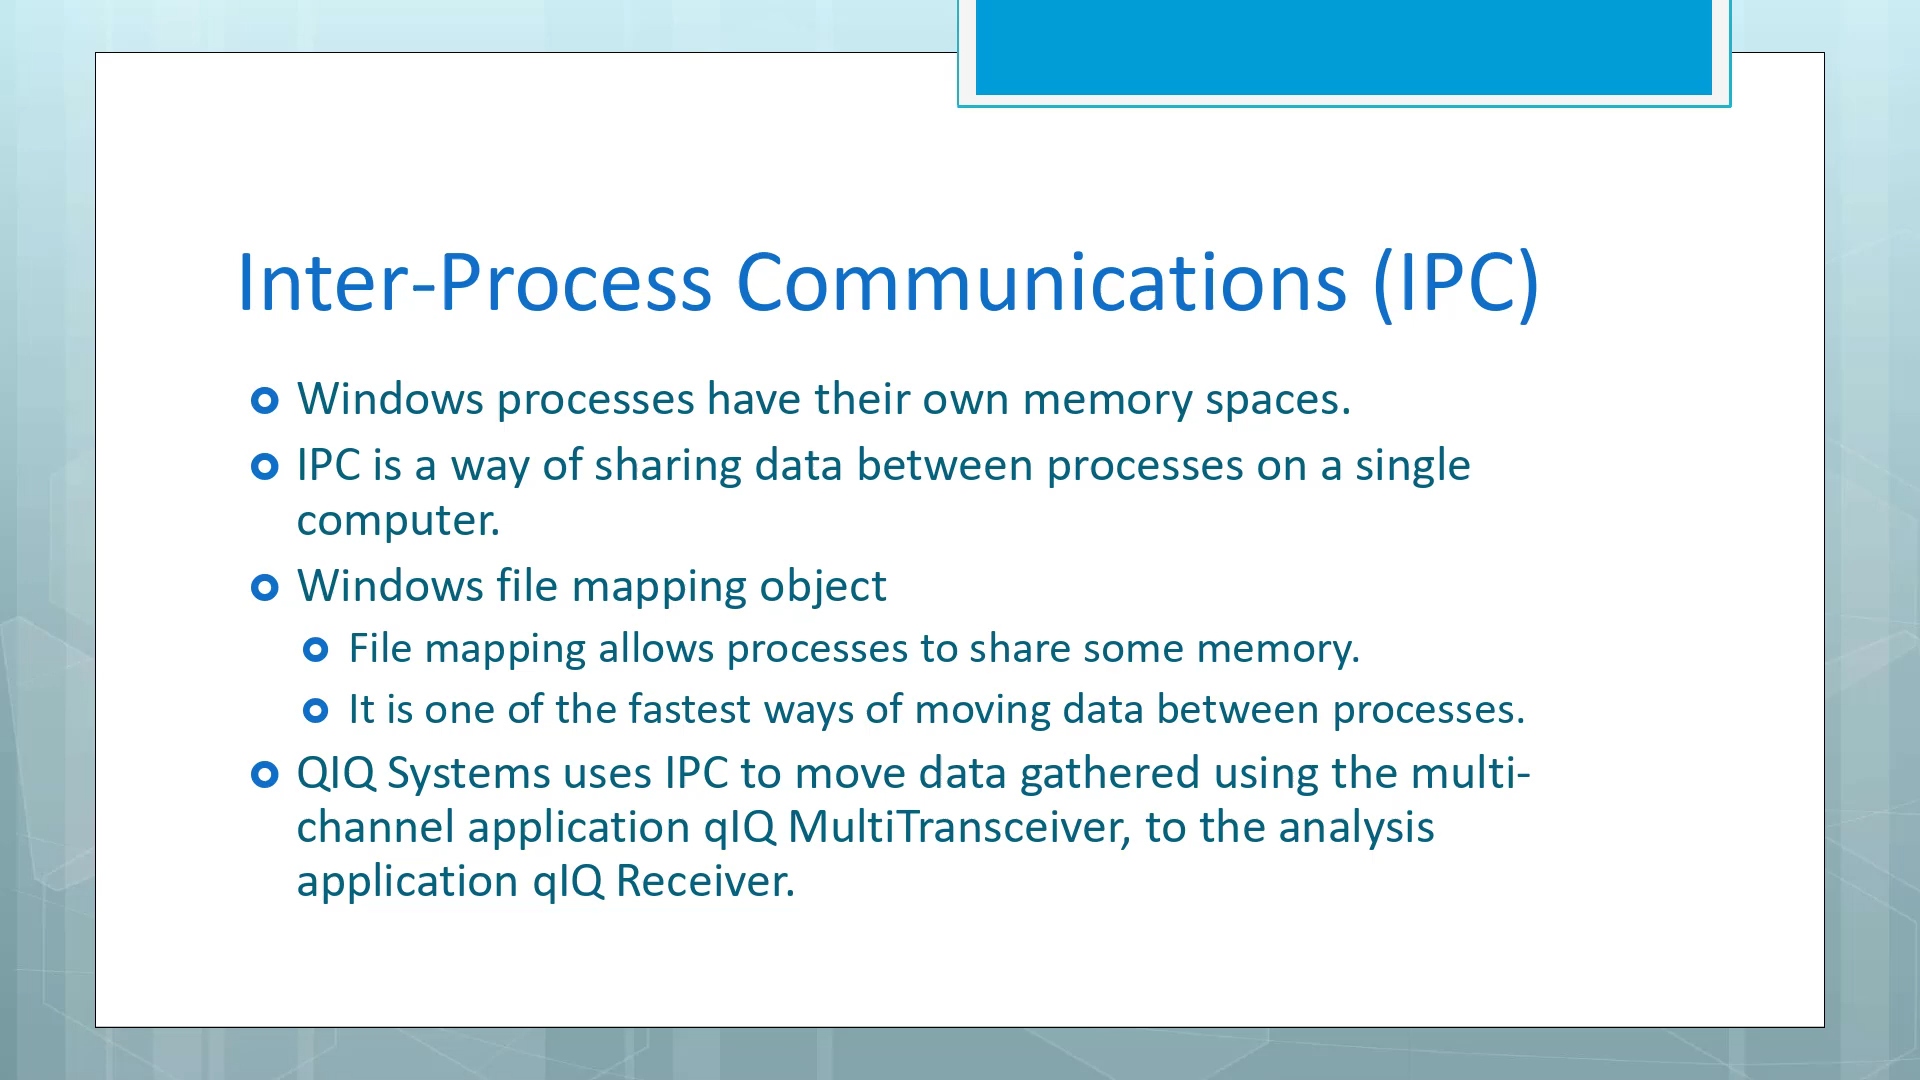 Inter-Process Communications (IPC)
Windows processes have their own memory spaces.
IPC is a way of sharing data between processes on a single
computer.
Windows file mapping object
File mapping allows processes to share some memory.
It is one of the fastest ways of moving data between processes.
QIQ Systems uses IPC to move data gathered using the multi-
channel application qIQ MultiTransceiver, to the analysis
application qIQ Receiver.